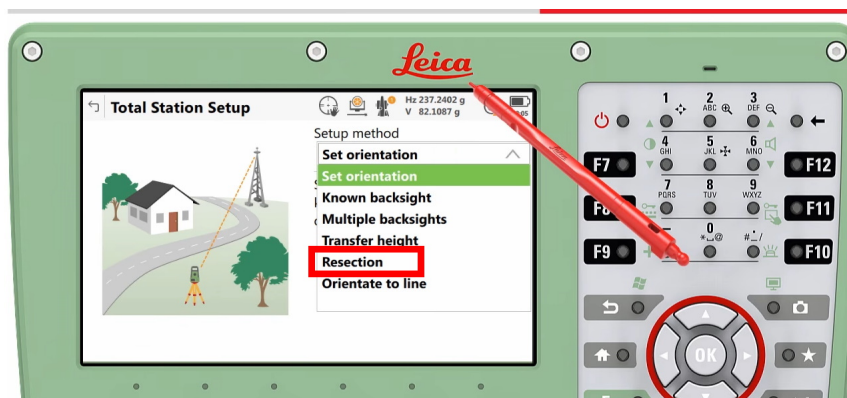 Leica
Total Station Setup
Hz 237.2402 g
V 82.1087 g
Setup method
Set orientation
Set orientation
Known backsight
Multiple backsights
Transfer height
Resection
Orientate to line
1
2
ABC
3
DEF
4
GHI
5
JKL
6
MNO
F7
F12
7
PQRS
8
TUV
9
WXYZ
F8
F11
0
*␣@
#-̇/
F9
F10
OK
Leica